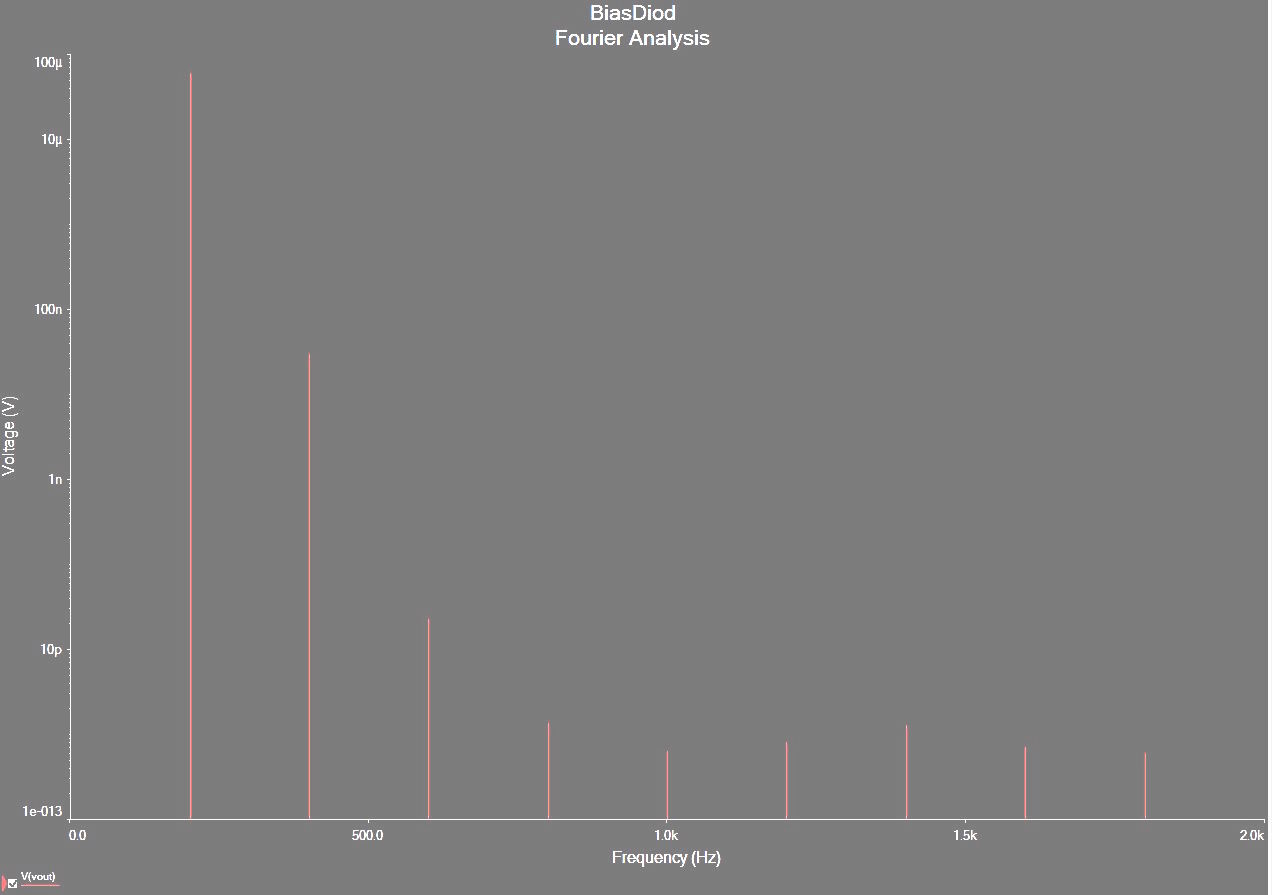 BiasDiod
Fourier Analysis
100µ
10µ
100n
1n
10p
1e-013
Voltage (V)
0.0
500.0
1.0k
1.5k
2.0k
Frequency (Hz)
V(vout)